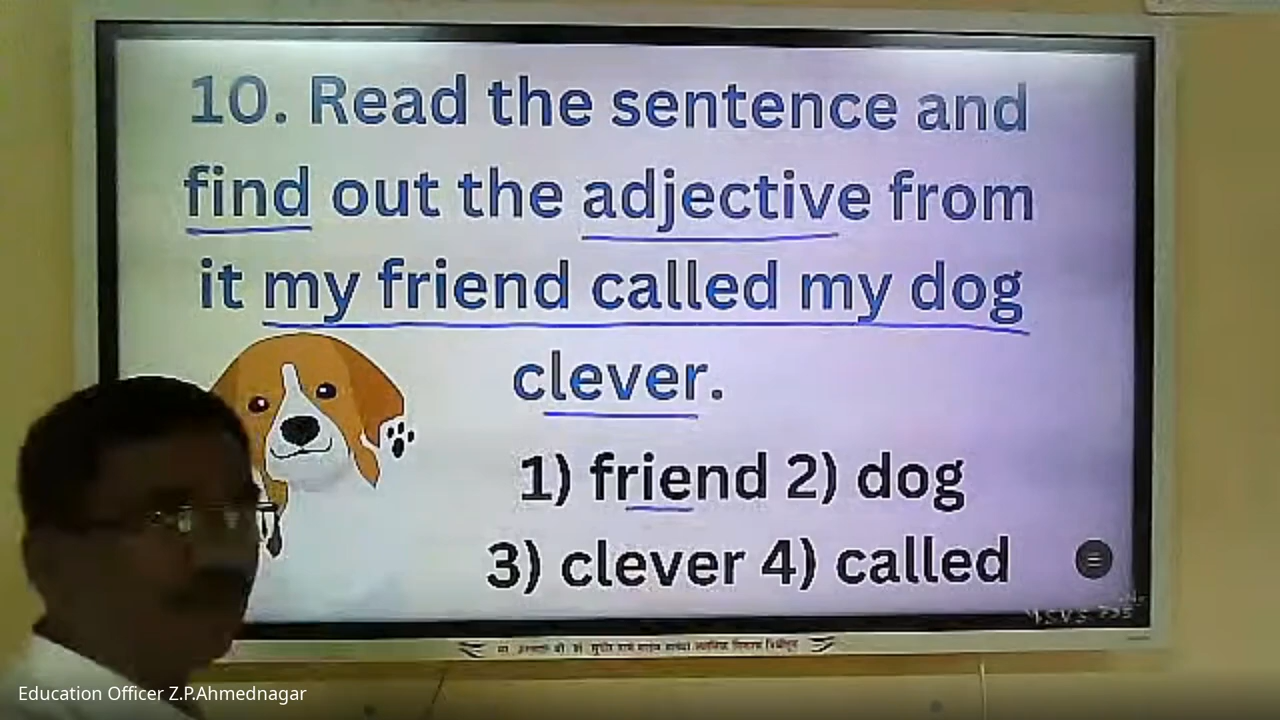 10. Read the sentence and
find out the adjective from
it my friend called my dog
clever.
1) friend 2) dog
3) clever 4) called
Education Officer Z.P.Ahmednagar